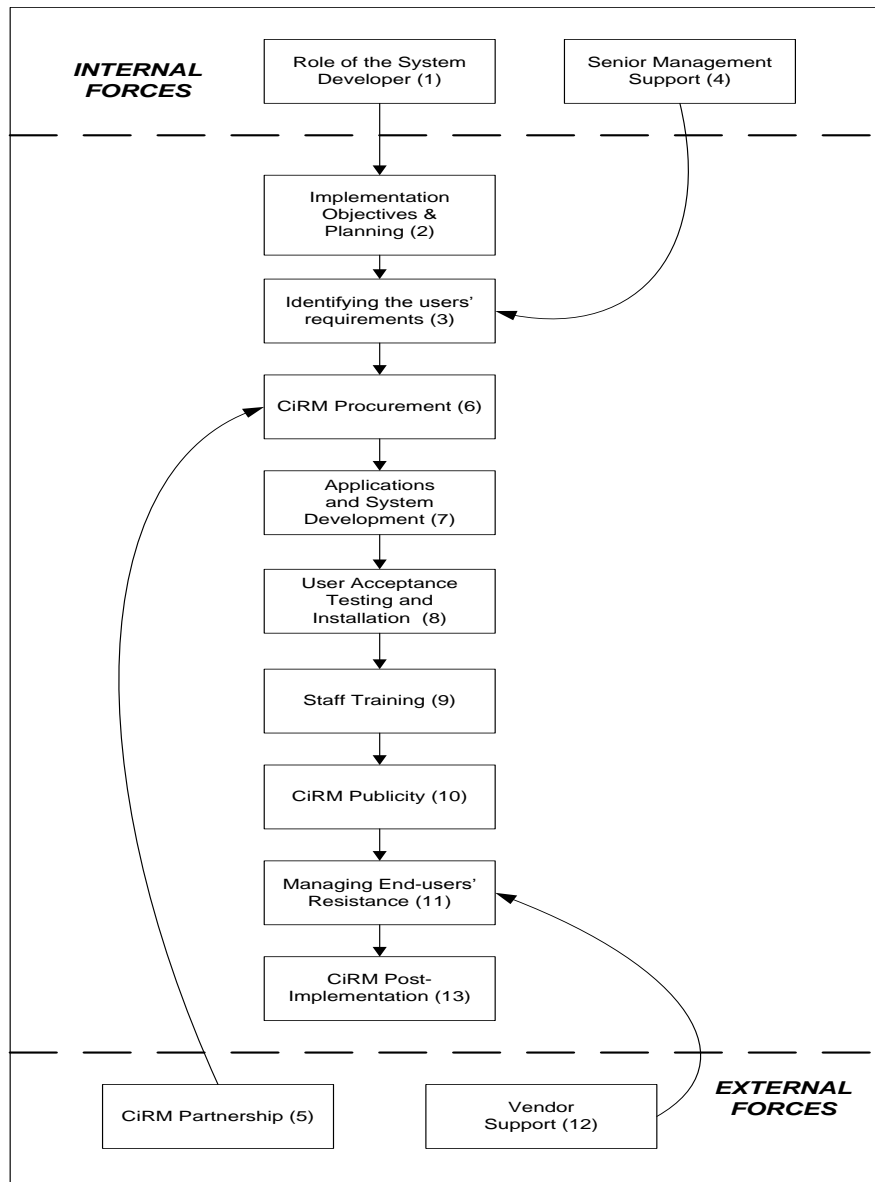 INTERNAL
FORCES
Role of the System
Developer (1)
Senior Management
Support (4)
Implementation
Objectives &
Planning (2)
Identifying the users'
requirements (3)
CiRM Procurement (6)
Applications
and System
Development (7)
User Acceptance
Testing and
Installation (8)
Staff Training (9)
CiRM Publicity (10)
Managing End-users'
Resistance (11)
CiRM Post-
Implementation (13)
CiRM Partnership (5)
Vendor
Support (12)
EXTERNAL
FORCES